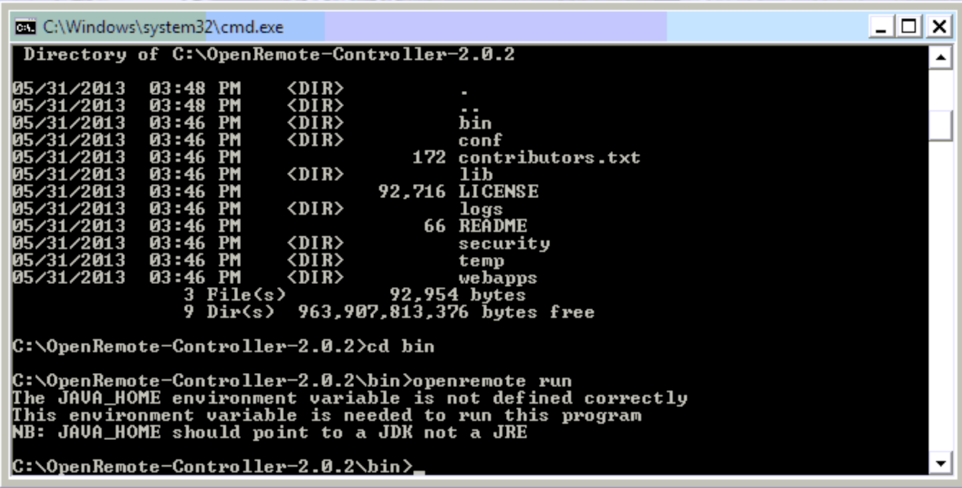 C:\Windows\system32\cmd.exe
Directory of C:\OpenRemote-Controller-2.0.2
05/31/2013 03:48 PM <DIR> .
05/31/2013 03:48 PM <DIR> ..
05/31/2013 03:46 PM <DIR> bin
05/31/2013 03:46 PM <DIR> conf
05/31/2013 03:46 PM 172 contributors.txt
05/31/2013 03:46 PM <DIR> lib
05/31/2013 03:46 PM 92,716 LICENSE
05/31/2013 03:46 PM <DIR> logs
05/31/2013 03:46 PM 66 README
05/31/2013 03:46 PM <DIR> security
05/31/2013 03:46 PM <DIR> temp
05/31/2013 03:46 PM <DIR> webapps
3 File(s) 92,954 bytes
9 Dir(s) 963,907,813,376 bytes free
C:\OpenRemote-Controller-2.0.2>cd bin
C:\OpenRemote-Controller-2.0.2\bin>openremote run
The JAVA_HOME environment variable is not defined correctly
This environment variable is needed to run this program
NB: JAVA_HOME should point to a JDK not a JRE
C:\OpenRemote-Controller-2.0.2\bin>_